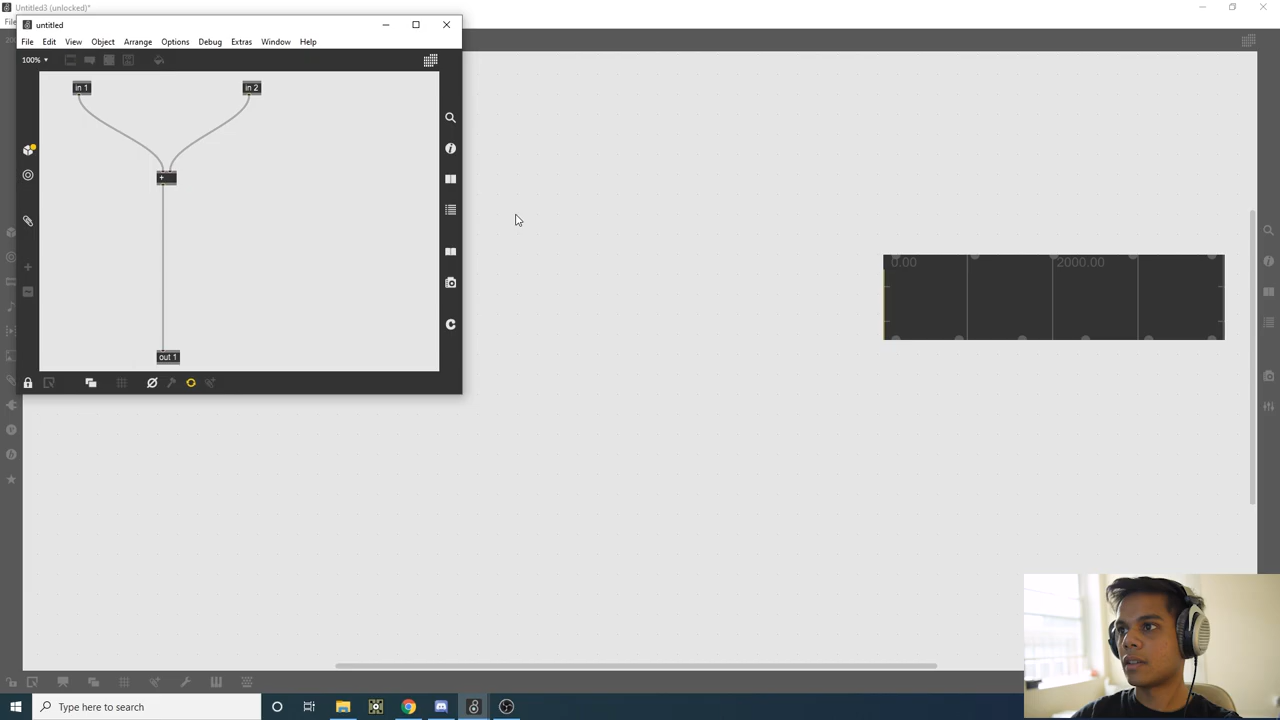 Untitled3 (unlocked)*
untitled
File Edit View Object Arrange Options Debug Extras Window Help
100%
in 1
in 2
+
out 1
0.00
2000.00
Type here to search